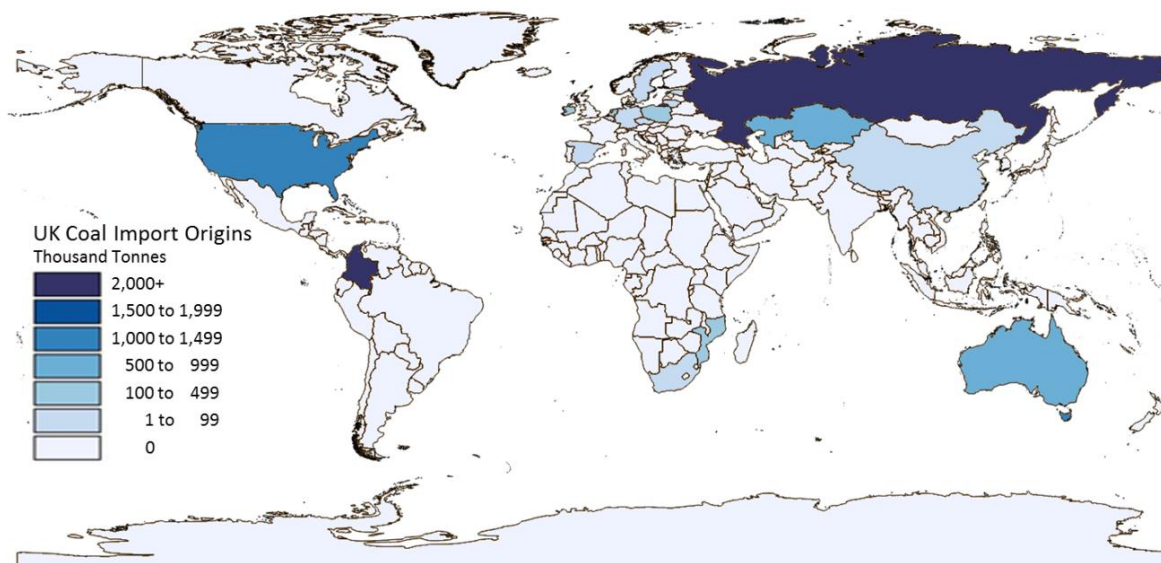 UK Coal Import Origins
Thousand Tonnes
2,000+
1,500 to 1,999
1,000 to 1,499
500 to 999
100 to 499
1 to 99
0